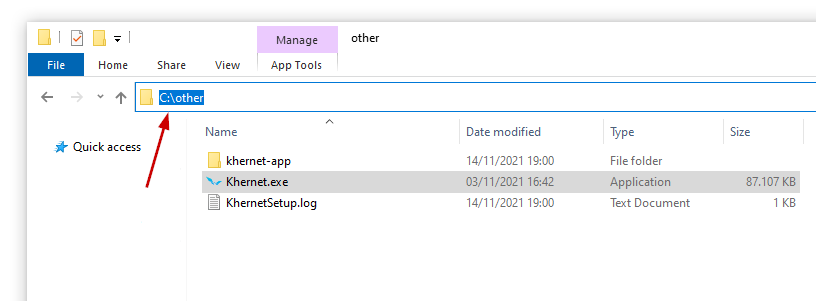 Manage other
File Home Share View App Tools
C:\other
Quick access
Name Date modified Type Size
khernet-app 14/11/2021 19:00 File folder
Khernet.exe 03/11/2021 16:42 Application 87.107 KB
KhernetSetup.log 14/11/2021 19:00 Text Document 1 KB